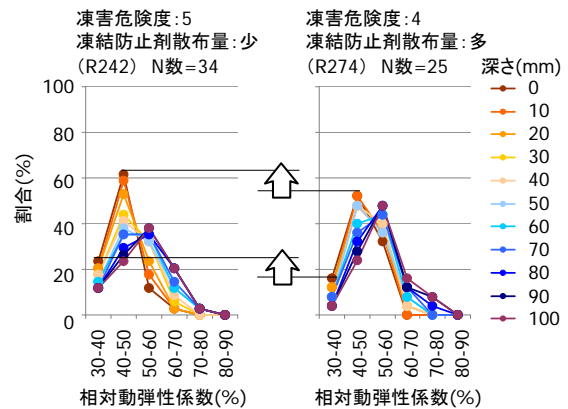 凍害危険度：5
凍結防止剤散布量：少
（R242） N数=34
凍害危険度：4
凍結防止剤散布量：多
（R274） N数=25
深さ(mm)
0
10
20
30
40
50
60
70
80
90
100
割合(%)
100
80
60
40
20
0
30-40
40-50
50-60
60-70
70-80
80-90
30-40
40-50
50-60
60-70
70-80
80-90
相対動弾性係数(%)
相対動弾性係数(%)